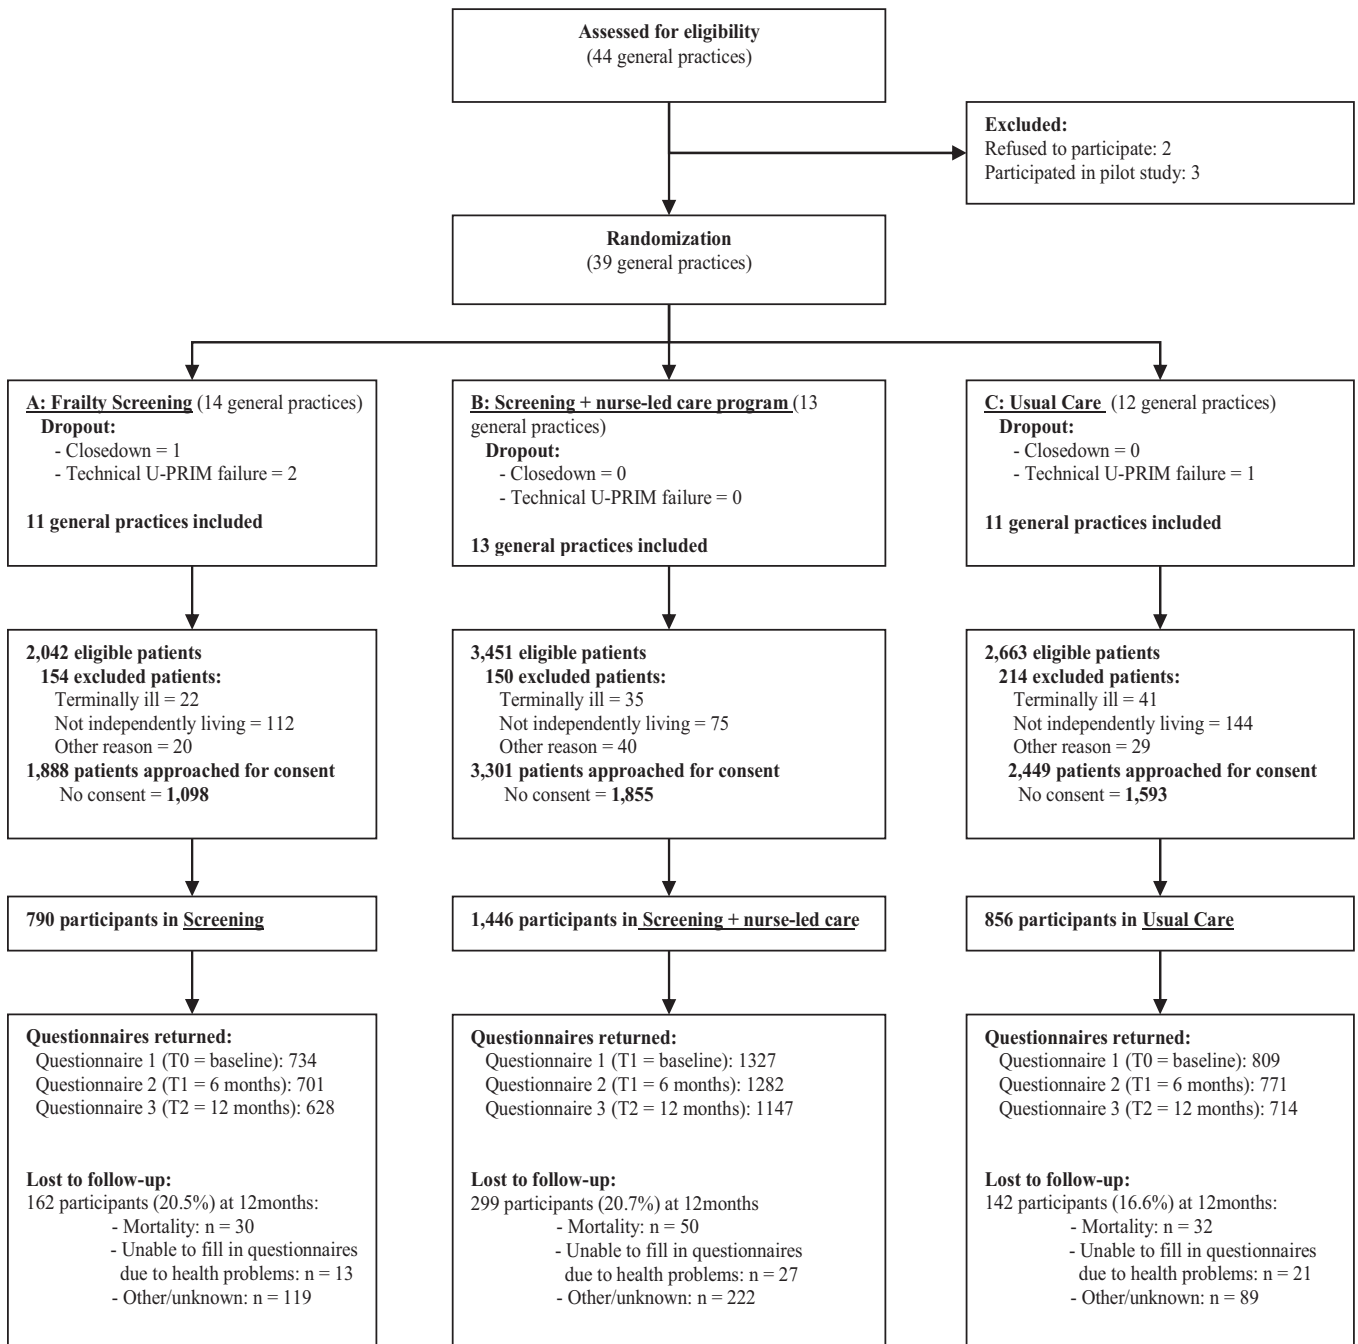 Assessed for eligibility
(44 general practices)
Excluded:
Refused to participate: 2
Participated in pilot study: 3
Randomization
(39 general practices)
A: Frailty Screening (14 general practices)
Dropout:
- Closedown = 1
- Technical U-PRIM failure = 2
11 general practices included
B: Screening + nurse-led care program (13
general practices)
Dropout:
- Closedown = 0
- Technical U-PRIM failure = 0
13 general practices included
C: Usual Care (12 general practices)
Dropout:
- Closedown = 0
- Technical U-PRIM failure = 1
11 general practices included
2,042 eligible patients
154 excluded patients:
Terminally ill = 22
Not independently living = 112
Other reason = 20
1,888 patients approached for consent
No consent = 1,098
3,451 eligible patients
150 excluded patients:
Terminally ill = 35
Not independently living = 75
Other reason = 40
3,301 patients approached for consent
No consent = 1,855
2,663 eligible patients
214 excluded patients:
Terminally ill = 41
Not independently living = 144
Other reason = 29
2,449 patients approached for consent
No consent = 1,593
790 participants in Screening
1,446 participants in Screening + nurse-led care
856 participants in Usual Care
Questionnaires returned:
Questionnaire 1 (T0 = baseline): 734
Questionnaire 2 (T1 = 6 months): 701
Questionnaire 3 (T2 = 12 months): 628
Lost to follow-up:
162 participants (20.5%) at 12months:
- Mortality: n = 30
- Unable to fill in questionnaires
due to health problems: n = 13
- Other/unknown: n = 119
Questionnaires returned:
Questionnaire 1 (T1 = baseline): 1327
Questionnaire 2 (T1 = 6 months): 1282
Questionnaire 3 (T2 = 12 months): 1147
Lost to follow-up:
299 participants (20.7%) at 12months
- Mortality: n = 50
- Unable to fill in questionnaires
due to health problems: n = 27
- Other/unknown: n = 222
Questionnaires returned:
Questionnaire 1 (T0 = baseline): 809
Questionnaire 2 (T1 = 6 months): 771
Questionnaire 3 (T2 = 12 months): 714
Lost to follow-up:
142 participants (16.6%) at 12months:
- Mortality: n = 32
- Unable to fill in questionnaires
due to health problems: n = 21
- Other/unknown: n = 89